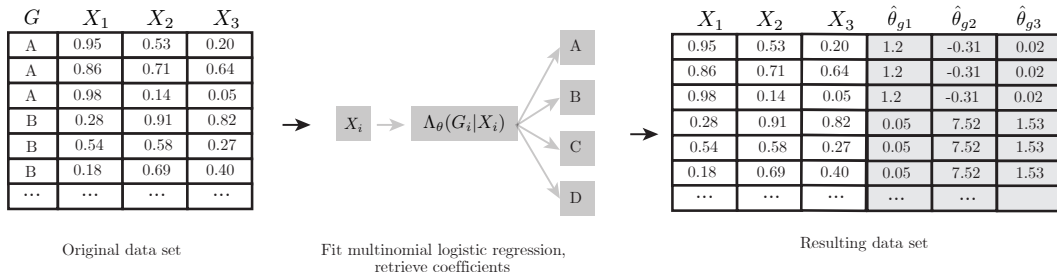 G X₁ X₂ X₃
A 0.95 0.53 0.20
A 0.86 0.71 0.64
A 0.98 0.14 0.05
B 0.28 0.91 0.82
B 0.54 0.58 0.27
B 0.18 0.69 0.40
... ... ... ...
Original data set
X_i
Λ_θ(G_i|X_i)
A
B
C
D
Fit multinomial logistic regression,
retrieve coefficients
X₁ X₂ X₃ θ̂_{g1} θ̂_{g2} θ̂_{g3}
0.95 0.53 0.20 1.2 -0.31 0.02
0.86 0.71 0.64 1.2 -0.31 0.02
0.98 0.14 0.05 1.2 -0.31 0.02
0.28 0.91 0.82 0.05 7.52 1.53
0.54 0.58 0.27 0.05 7.52 1.53
0.18 0.69 0.40 0.05 7.52 1.53
... ... ... ... ...
Resulting data set